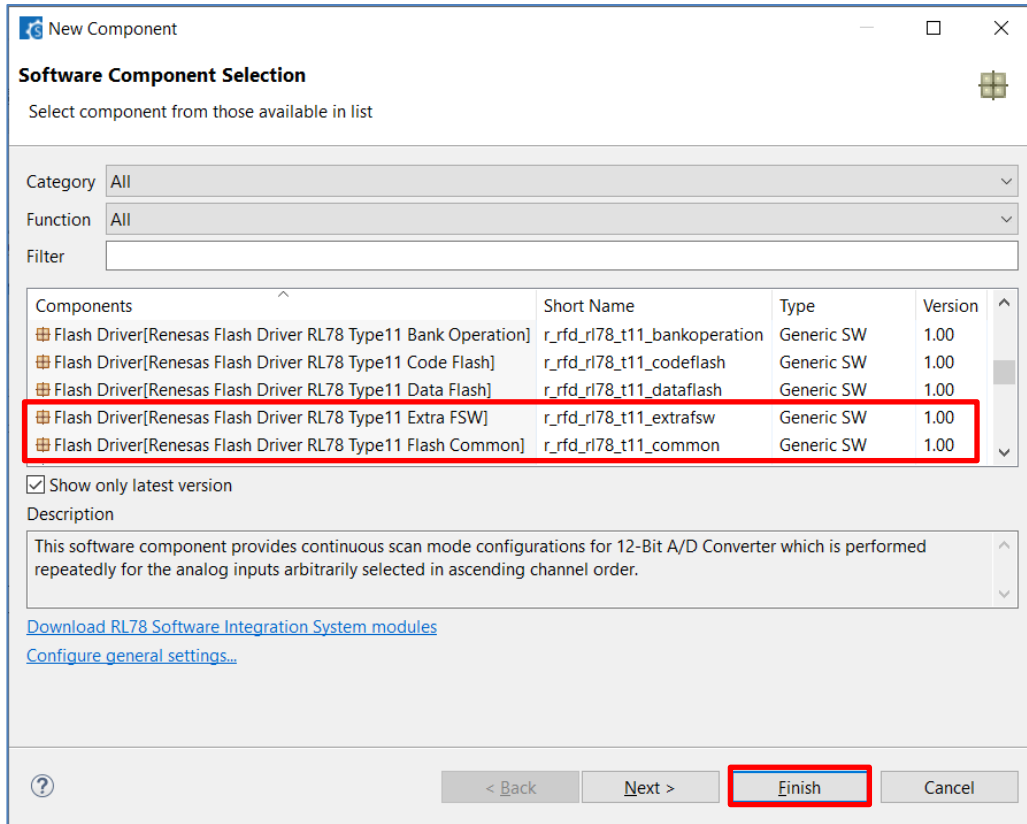 New Component
Software Component Selection
Select component from those available in list
Category All
Function All
Filter
Components Short Name Type Version
Flash Driver[Renesas Flash Driver RL78 Type11 Bank Operation] r_rfd_rl78_t11_bankoperation Generic SW 1.00
Flash Driver[Renesas Flash Driver RL78 Type11 Code Flash] r_rfd_rl78_t11_codeflash Generic SW 1.00
Flash Driver[Renesas Flash Driver RL78 Type11 Data Flash] r_rfd_rl78_t11_dataflash Generic SW 1.00
Flash Driver[Renesas Flash Driver RL78 Type11 Extra FSW] r_rfd_rl78_t11_extrafsw Generic SW 1.00
Flash Driver[Renesas Flash Driver RL78 Type11 Flash Common] r_rfd_rl78_t11_common Generic SW 1.00
Show only latest version
Description
This software component provides continuous scan mode configurations for 12-Bit A/D Converter which is performed
repeatedly for the analog inputs arbitrarily selected in ascending channel order.
Download RL78 Software Integration System modules
Configure general settings...
? < Back Next > Finish Cancel